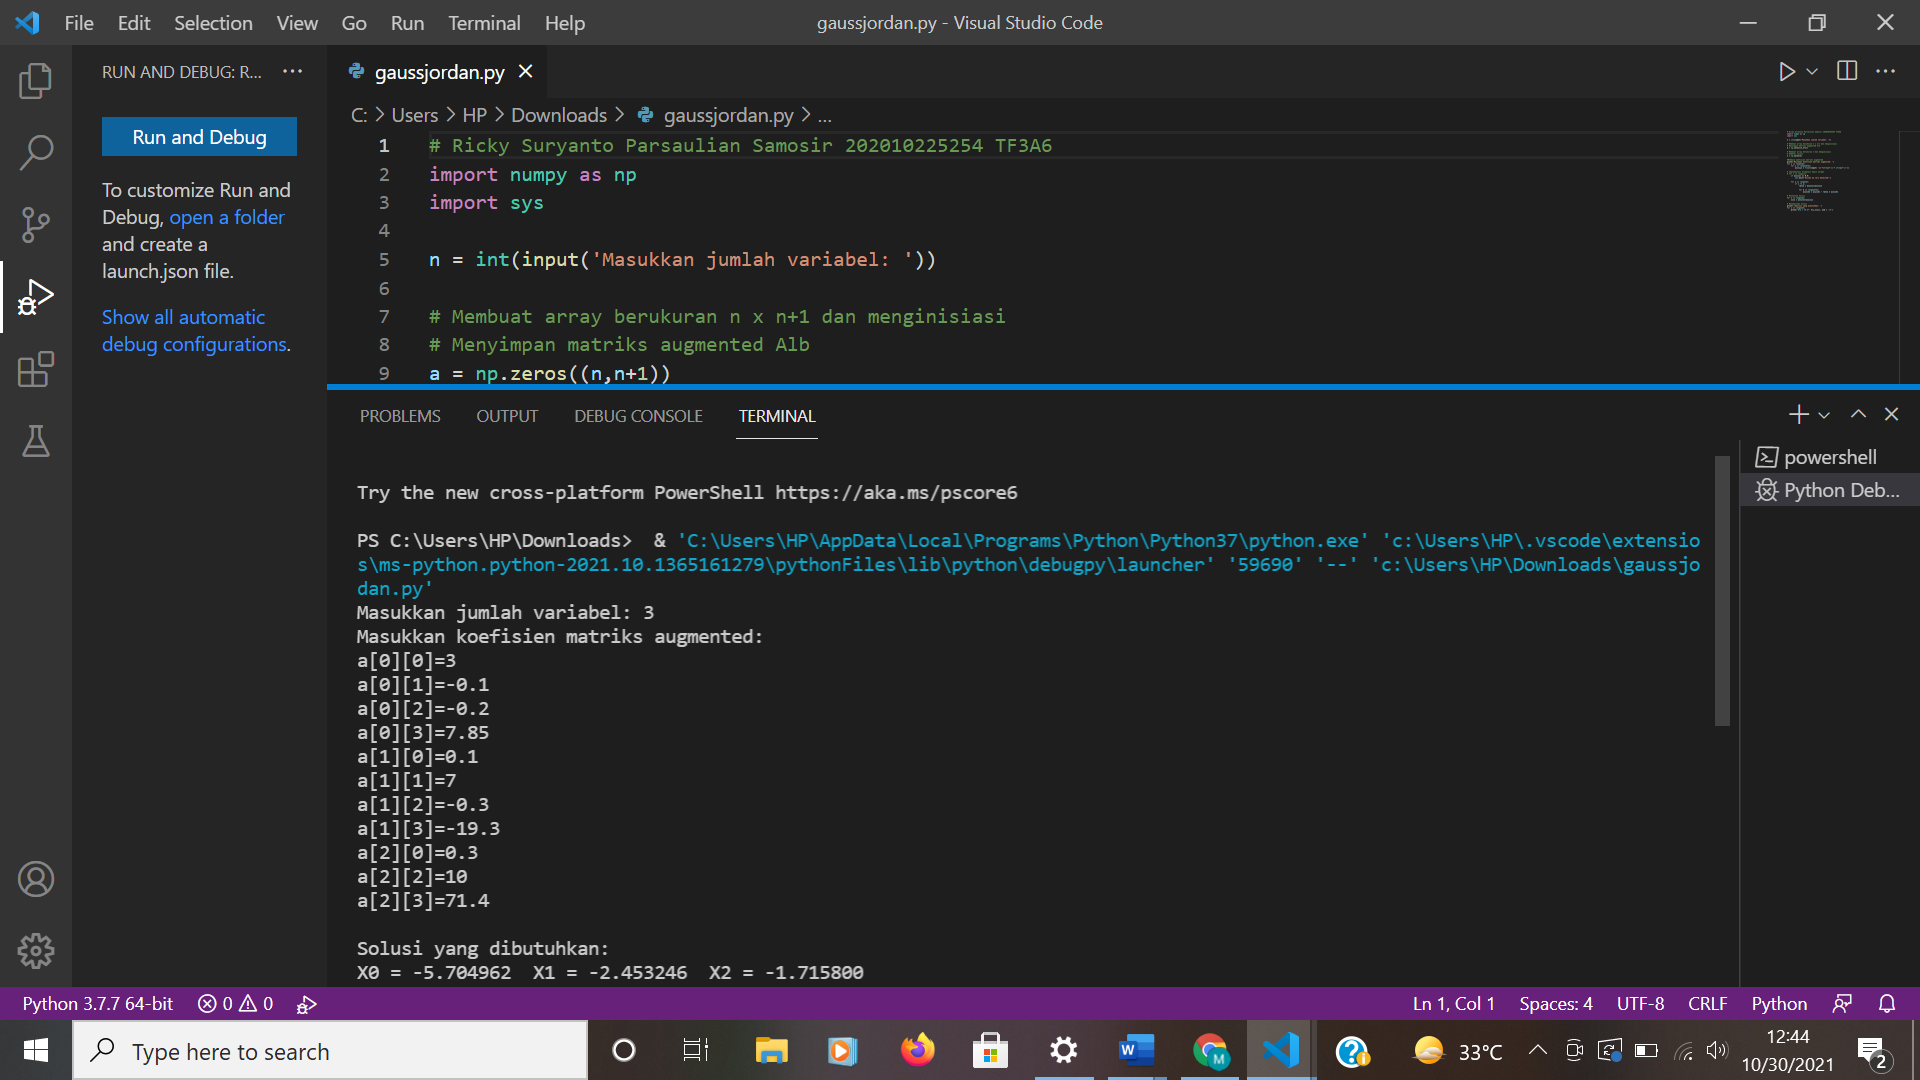 File Edit Selection View Go Run Terminal Help
gaussjordan.py - Visual Studio Code
RUN AND DEBUG: R... ...
gaussjordan.py
C: > Users > HP > Downloads > gaussjordan.py > ...
Run and Debug
To customize Run and
Debug, open a folder
and create a
launch.json file.
Show all automatic
debug configurations.
1 # Ricky Suryanto Parsaulian Samosir 202010225254 TF3A6
2 import numpy as np
3 import sys
4
5 n = int(input('Masukkan jumlah variabel: '))
6
7 # Membuat array berukuran n x n+1 dan menginisiasi
8 # Menyimpan matriks augmented Alb
9 a = np.zeros((n,n+1))
PROBLEMS OUTPUT DEBUG CONSOLE TERMINAL
powershell
Python Deb...
Try the new cross-platform PowerShell https://aka.ms/pscore6
PS C:\Users\HP\Downloads>  & 'C:\Users\HP\AppData\Local\Programs\Python\Python37\python.exe' 'c:\Users\HP\.vscode\extensio
s\ms-python.python-2021.10.1365161279\pythonFiles\lib\python\debugpy\launcher' '59690' '--' 'c:\Users\HP\Downloads\gaussjo
dan.py'
Masukkan jumlah variabel: 3
Masukkan koefisien matriks augmented:
a[0][0]=3
a[0][1]=-0.1
a[0][2]=-0.2
a[0][3]=7.85
a[1][0]=0.1
a[1][1]=7
a[1][2]=-0.3
a[1][3]=-19.3
a[2][0]=0.3
a[2][2]=10
a[2][3]=71.4
Solusi yang dibutuhkan:
X0 = -5.704962  X1 = -2.453246  X2 = -1.715800
Python 3.7.7 64-bit 0 0 Ln 1, Col 1 Spaces: 4 UTF-8 CRLF Python
Type here to search
33°C
12:44
10/30/2021
2